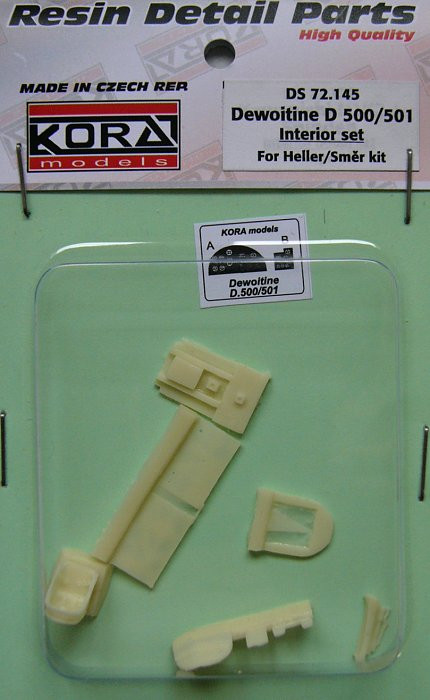 Resin Detail Parts
High Quality
MADE IN CZECH REP.
KORA
models
DS 72.145
Dewoitine D 500/501
Interior set
For Heller/Směr kit
KORA models
A B
Dewoitine
D.500/501